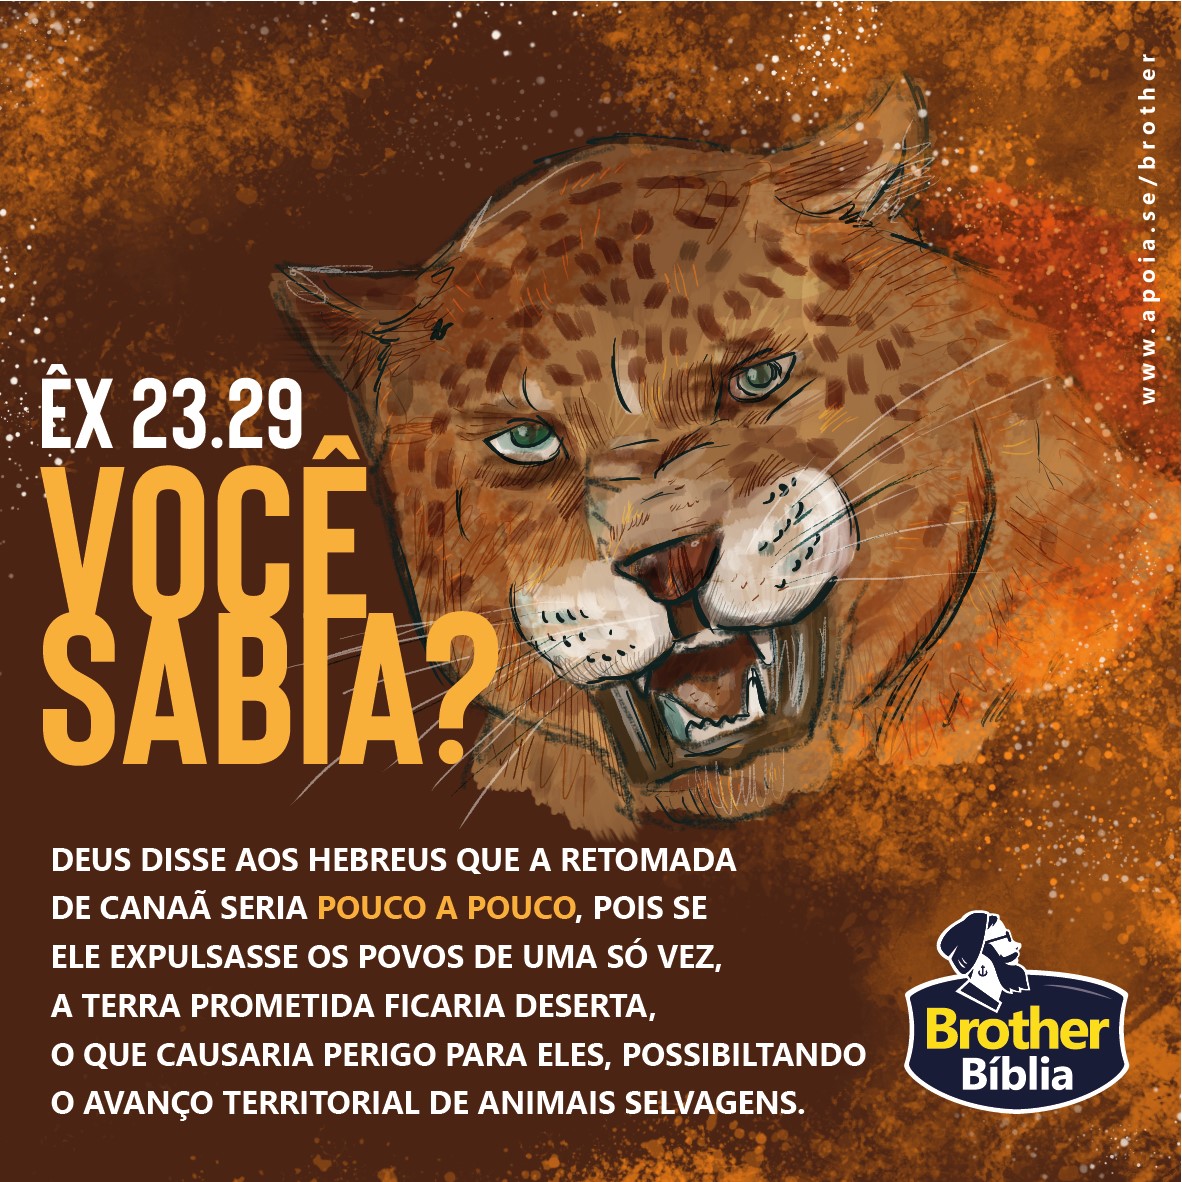 ÊX 23.29
VOCÊ
SABIA?
DEUS DISSE AOS HEBREUS QUE A RETOMADA
DE CANAÃ SERIA POUCO A POUCO, POIS SE
ELE EXPULSASSE OS POVOS DE UMA SÓ VEZ,
A TERRA PROMETIDA FICARIA DESERTA,
O QUE CAUSARIA PERIGO PARA ELES, POSSIBILTANDO
O AVANÇO TERRITORIAL DE ANIMAIS SELVAGENS.
www.apoia.se/brother
Brother
Bíblia